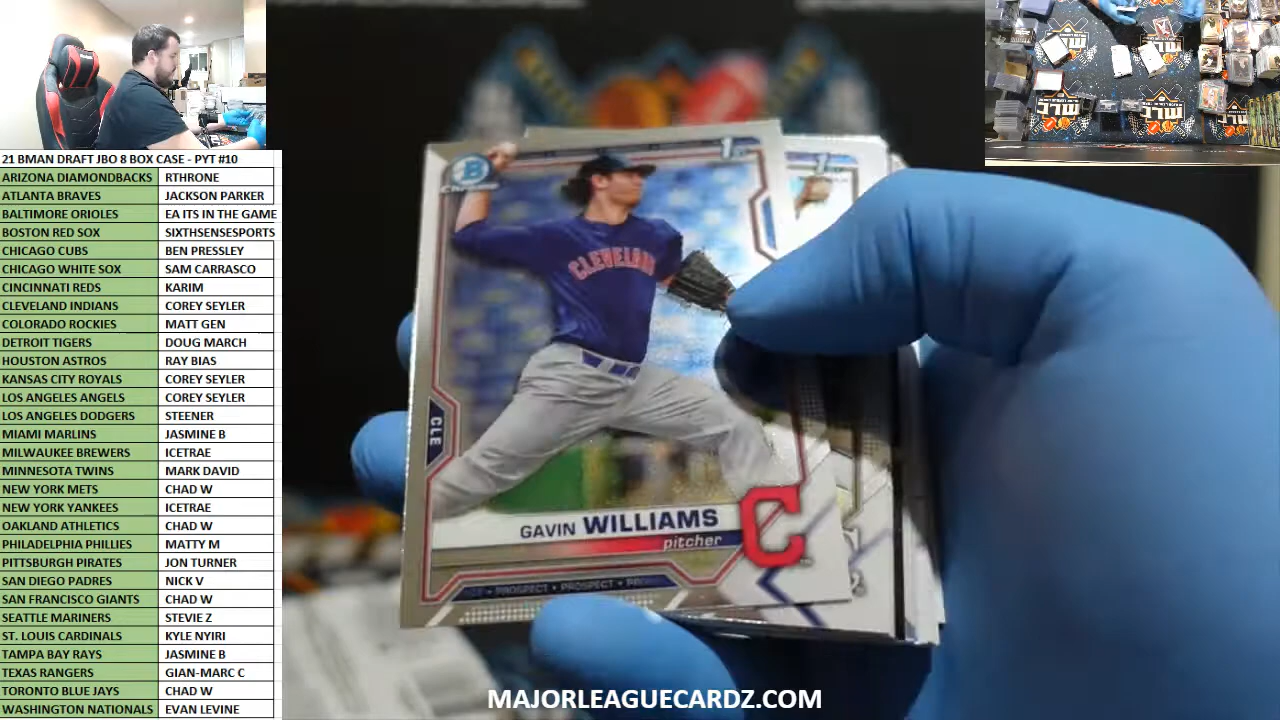 21 BMAN DRAFT JBO 8 BOX CASE - PYT #10
ARIZONA DIAMONDBACKS RTHRONE
ATLANTA BRAVES JACKSON PARKER
BALTIMORE ORIOLES EA ITS IN THE GAME
BOSTON RED SOX SIXTHSENSESPORTS
CHICAGO CUBS BEN PRESSLEY
CHICAGO WHITE SOX SAM CARRASCO
CINCINNATI REDS KARIM
CLEVELAND INDIANS COREY SEYLER
COLORADO ROCKIES MATT GEN
DETROIT TIGERS DOUG MARCH
HOUSTON ASTROS RAY BIAS
KANSAS CITY ROYALS COREY SEYLER
LOS ANGELES ANGELS COREY SEYLER
LOS ANGELES DODGERS STEENER
MIAMI MARLINS JASMINE B
MILWAUKEE BREWERS ICETRAE
MINNESOTA TWINS MARK DAVID
NEW YORK METS CHAD W
NEW YORK YANKEES ICETRAE
OAKLAND ATHLETICS CHAD W
PHILADELPHIA PHILLIES MATTY M
PITTSBURGH PIRATES JON TURNER
SAN DIEGO PADRES NICK V
SAN FRANCISCO GIANTS CHAD W
SEATTLE MARINERS STEVIE Z
ST. LOUIS CARDINALS KYLE NYIRI
TAMPA BAY RAYS JASMINE B
TEXAS RANGERS GIAN-MARC C
TORONTO BLUE JAYS CHAD W
WASHINGTON NATIONALS EVAN LEVINE
B
Chrome
1st
CLEVELAND
CLE
GAVIN WILLIAMS
pitcher
C
PROSPECT • PROSPECT
MAJORLEAGUECARDZ.COM
MLC